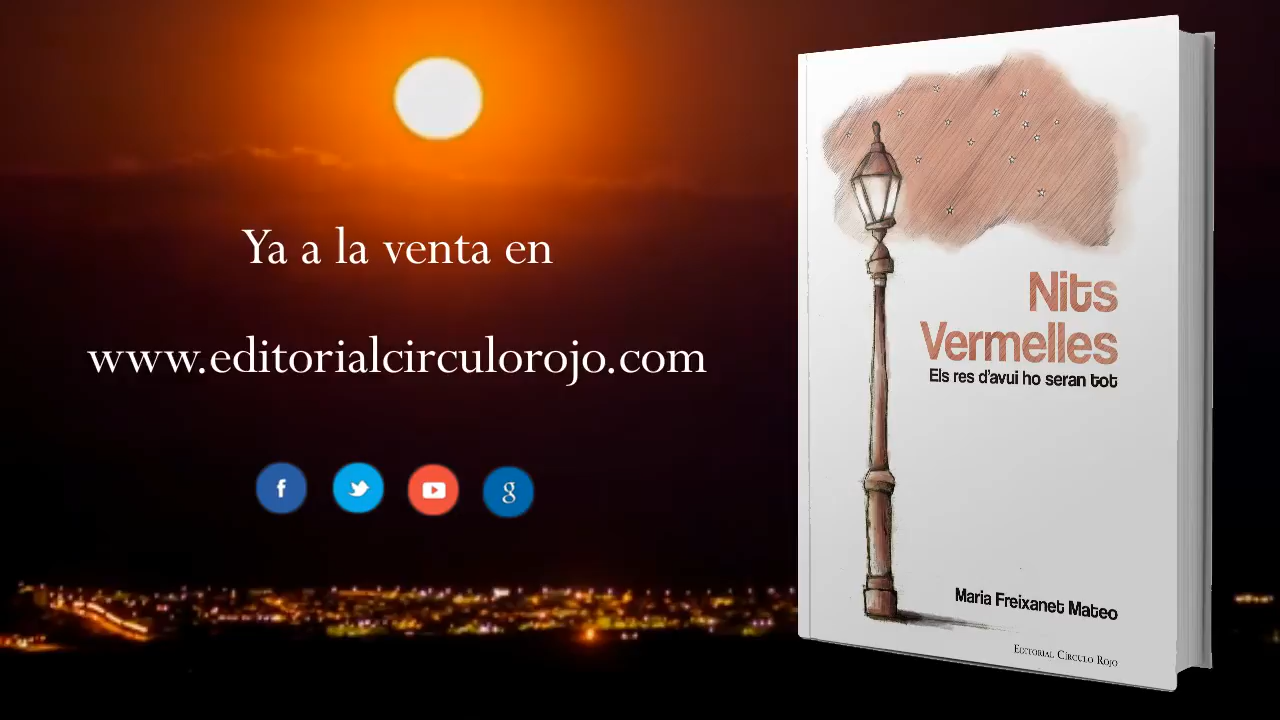 Ya a la venta en
www.editorialcirculorojo.com
f
g
Nits
Vermelles
Els res d'avui ho seran tot
Maria Freixanet Mateo
Editorial Círculo Rojo